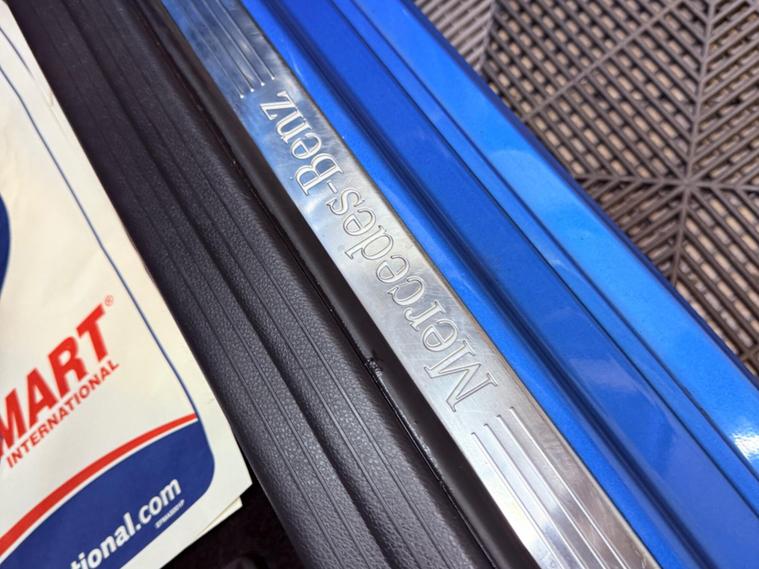 Mercedes-Benz
MART®
INTERNATIONAL
tional.com